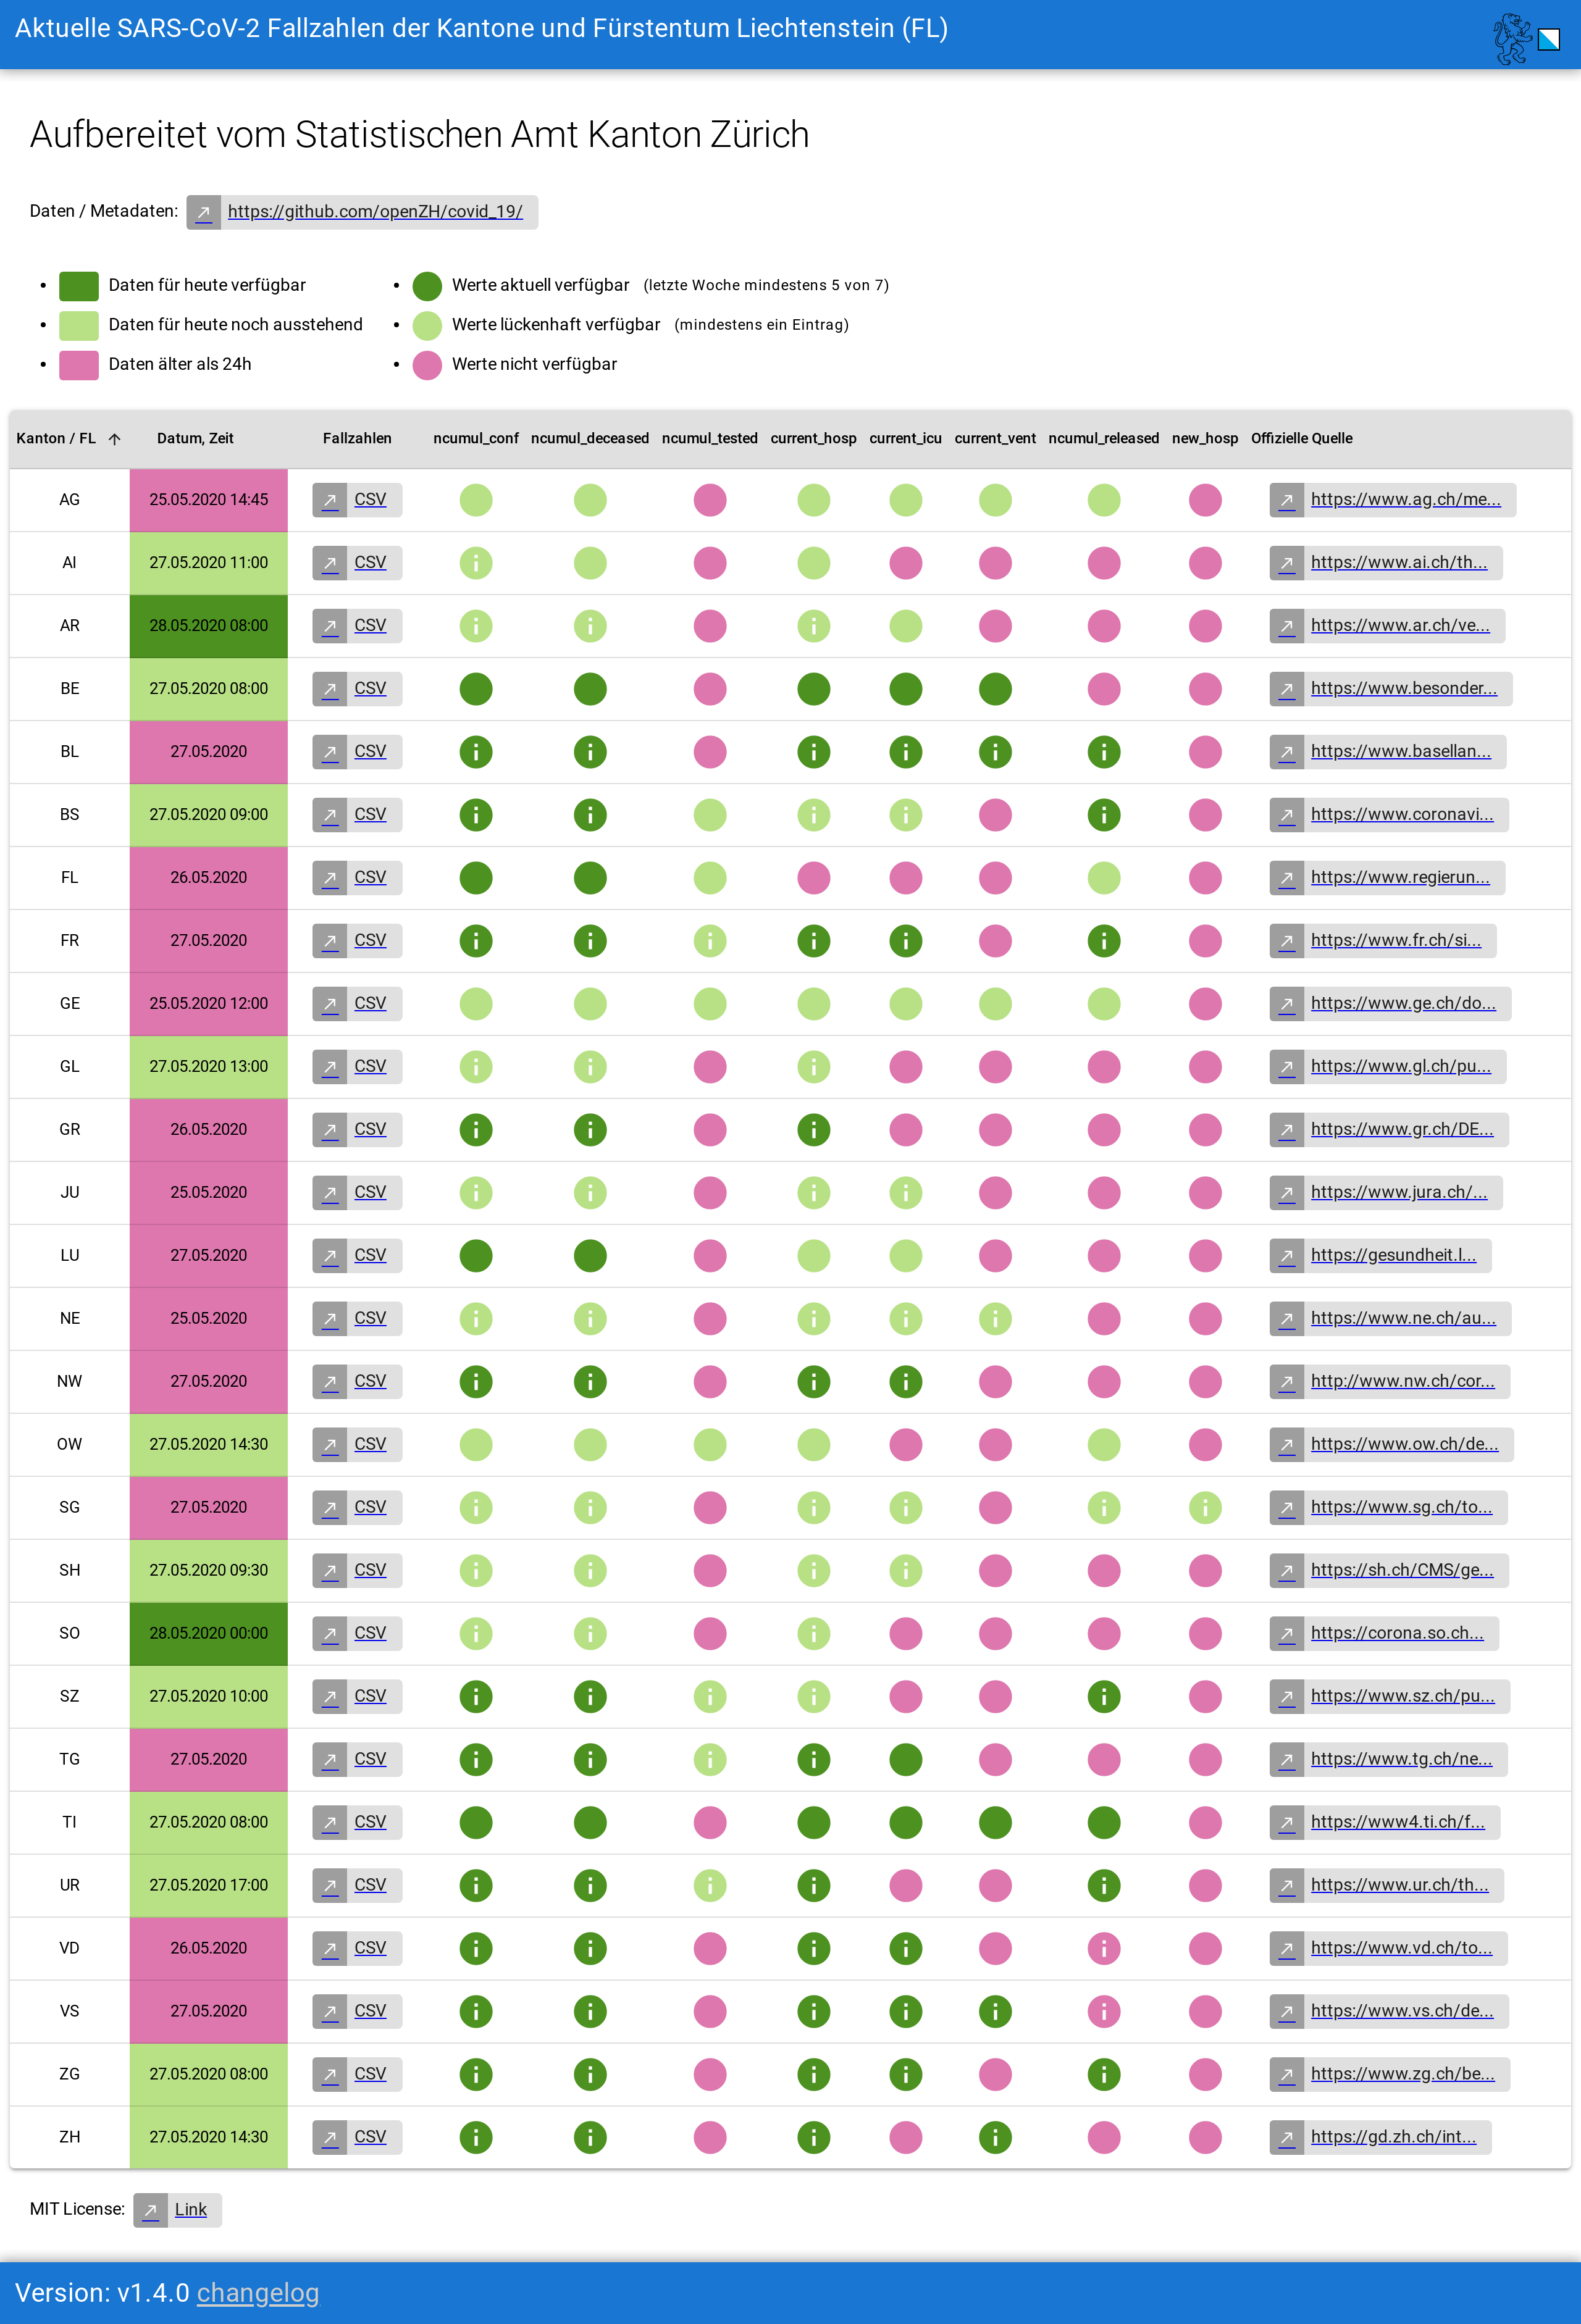 Aktuelle SARS-CoV-2 Fallzahlen der Kantone und Fürstentum Liechtenstein (FL)
Aufbereitet vom Statistischen Amt Kanton Zürich
Daten / Metadaten: https://github.com/openZH/covid_19/
Daten für heute verfügbar
Daten für heute noch ausstehend
Daten älter als 24h
Werte aktuell verfügbar (letzte Woche mindestens 5 von 7)
Werte lückenhaft verfügbar (mindestens ein Eintrag)
Werte nicht verfügbar
Kanton / FL Datum, Zeit Fallzahlen ncumul_conf ncumul_deceased ncumul_tested current_hosp current_icu current_vent ncumul_released new_hosp Offizielle Quelle
AG 25.05.2020 14:45 CSV https://www.ag.ch/me...
AI 27.05.2020 11:00 CSV https://www.ai.ch/th...
AR 28.05.2020 08:00 CSV https://www.ar.ch/ve...
BE 27.05.2020 08:00 CSV https://www.besonder...
BL 27.05.2020 CSV https://www.basellan...
BS 27.05.2020 09:00 CSV https://www.coronavi...
FL 26.05.2020 CSV https://www.regierun...
FR 27.05.2020 CSV https://www.fr.ch/si...
GE 25.05.2020 12:00 CSV https://www.ge.ch/do...
GL 27.05.2020 13:00 CSV https://www.gl.ch/pu...
GR 26.05.2020 CSV https://www.gr.ch/DE...
JU 25.05.2020 CSV https://www.jura.ch/...
LU 27.05.2020 CSV https://gesundheit.l...
NE 25.05.2020 CSV https://www.ne.ch/au...
NW 27.05.2020 CSV http://www.nw.ch/cor...
OW 27.05.2020 14:30 CSV https://www.ow.ch/de...
SG 27.05.2020 CSV https://www.sg.ch/to...
SH 27.05.2020 09:30 CSV https://sh.ch/CMS/ge...
SO 28.05.2020 00:00 CSV https://corona.so.ch...
SZ 27.05.2020 10:00 CSV https://www.sz.ch/pu...
TG 27.05.2020 CSV https://www.tg.ch/ne...
TI 27.05.2020 08:00 CSV https://www4.ti.ch/f...
UR 27.05.2020 17:00 CSV https://www.ur.ch/th...
VD 26.05.2020 CSV https://www.vd.ch/to...
VS 27.05.2020 CSV https://www.vs.ch/de...
ZG 27.05.2020 08:00 CSV https://www.zg.ch/be...
ZH 27.05.2020 14:30 CSV https://gd.zh.ch/int...
MIT License: Link
Version: v1.4.0 changelog